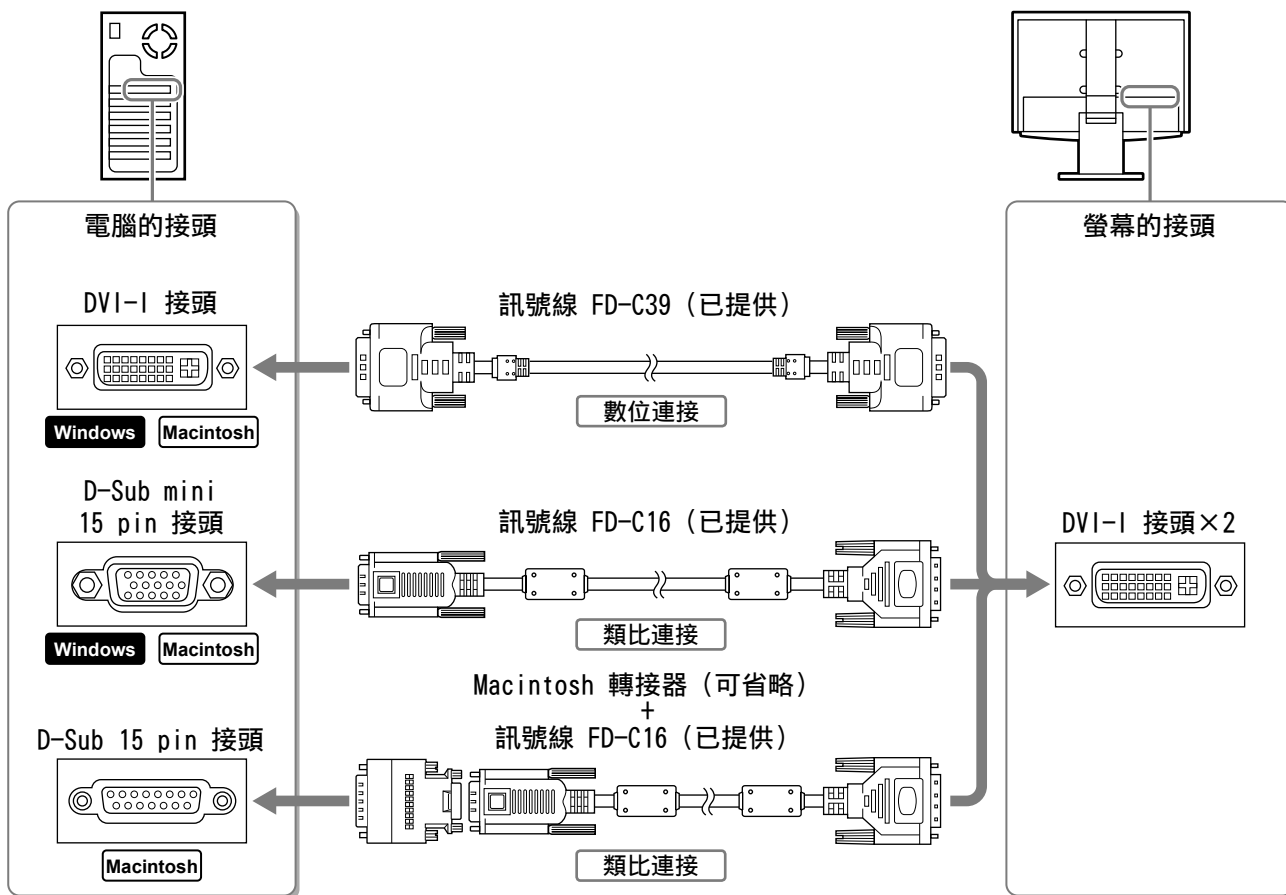 電腦的接頭
螢幕的接頭
DVI-I 接頭
訊號線 FD-C39 (已提供)
數位連接
Windows Macintosh
D-Sub mini
15 pin 接頭
訊號線 FD-C16 (已提供)
DVI-I 接頭×2
類比連接
Windows Macintosh
Macintosh 轉接器 (可省略)
+
訊號線 FD-C16 (已提供)
D-Sub 15 pin 接頭
類比連接
Macintosh